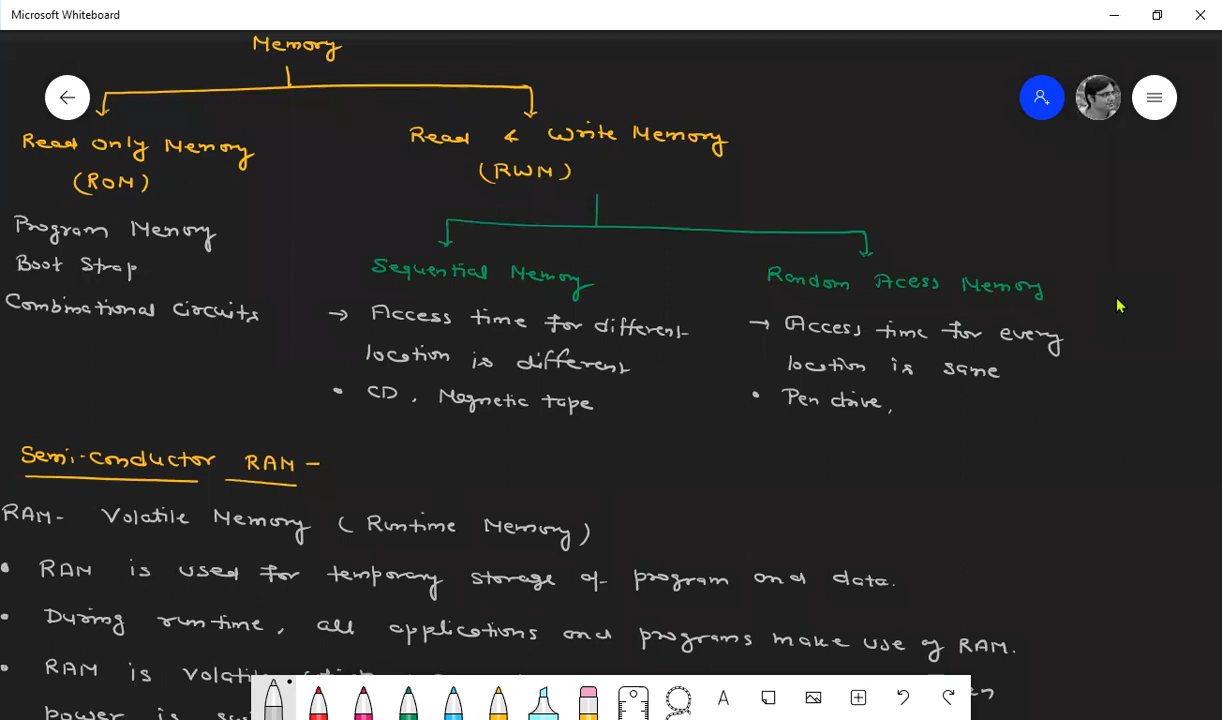 Microsoft Whiteboard
Memory
Read Only Memory
(ROM)
Read & Write Memory
(RWM)
Program Memory
Boot Strap
Combinational Circuits
Sequential Memory
→ Access time for different
location is different
• CD, Magnetic tape
Random Acess Memory
→ Access time for every
location is same
• Pen drive,
Semi-Conductor RAM -
RAM- Volatile Memory (Runtime Memory)
• RAM is used for temporary storage of program and data.
• During runtime, all applications and programs make use of RAM.
• RAM is volatile
power is
A